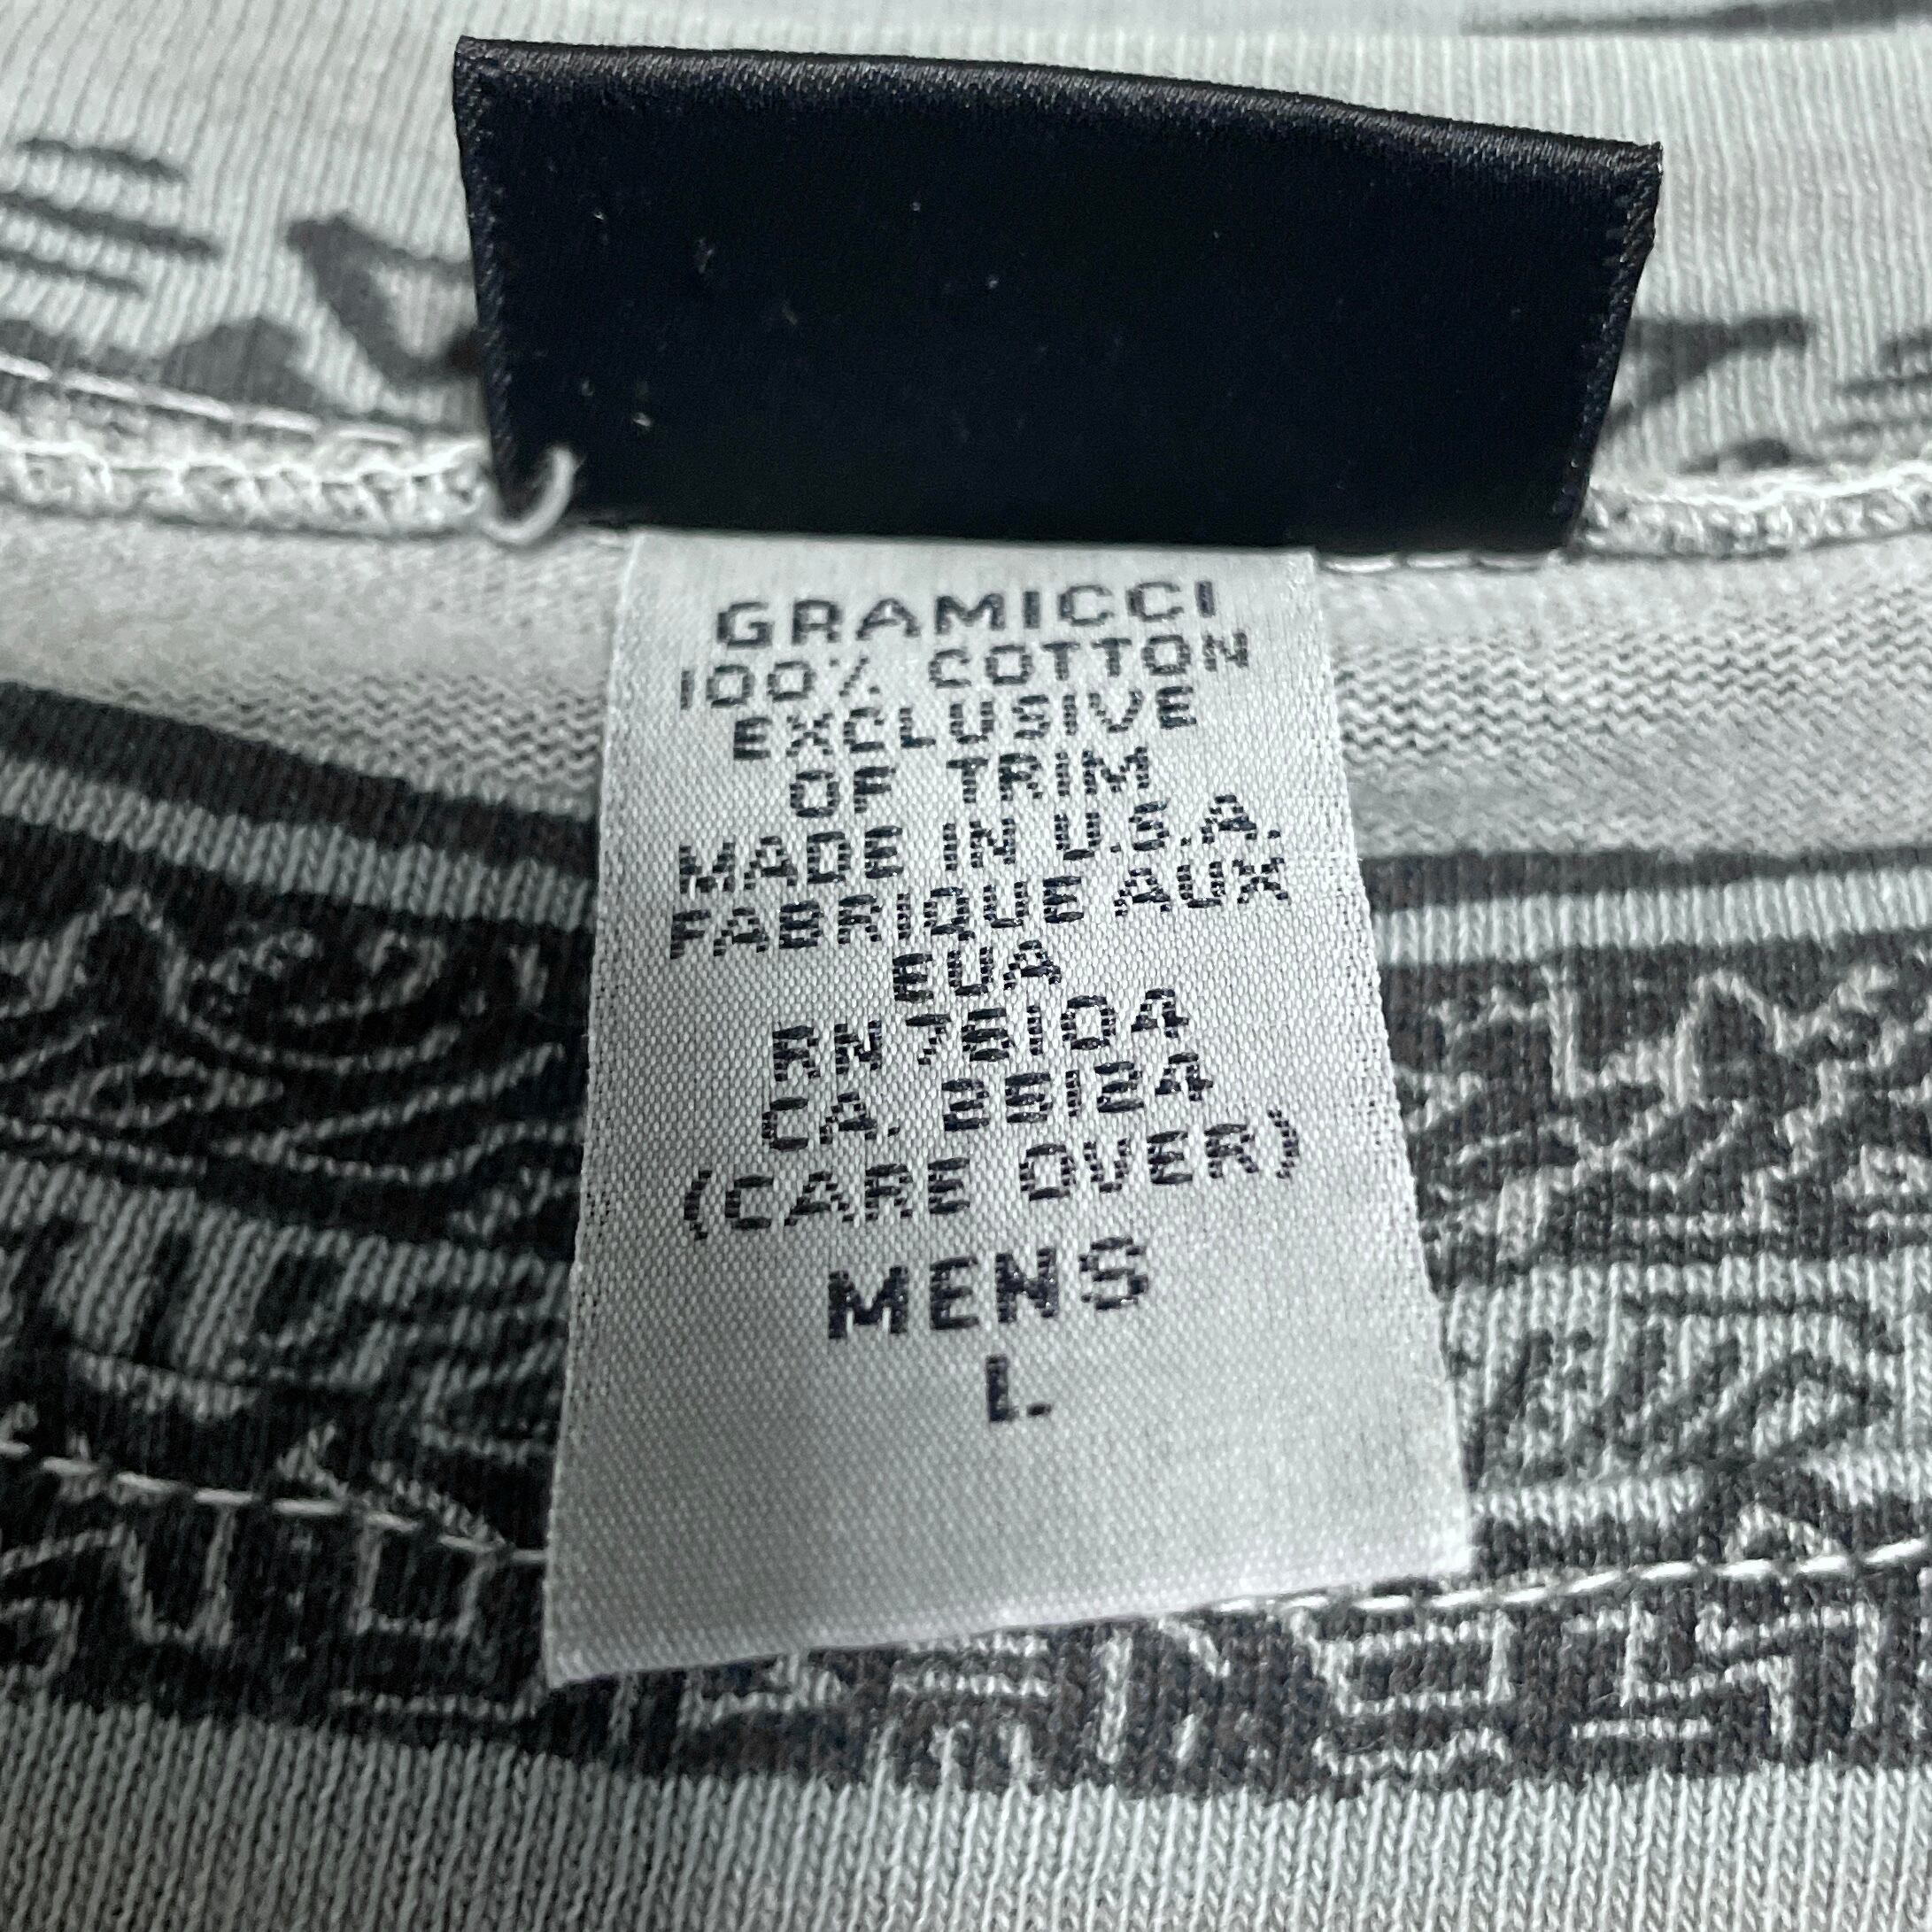 GRAMICCI
100% COTTON
EXCLUSIVE
OF TRIM
MADE IN U.S.A.
FABRIQUE AUX
EUA
RN 76104
CA. 35124
(CARE OVER)
MENS
L